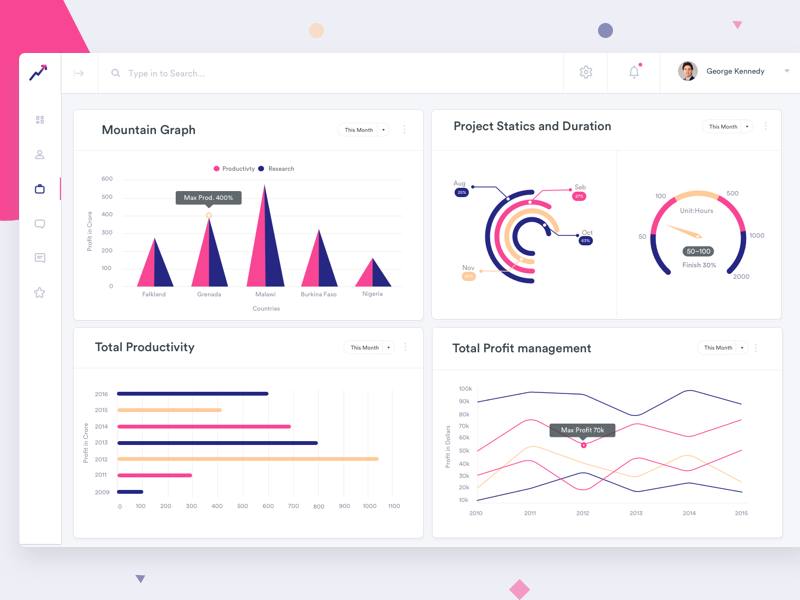 Type in to Search...
George Kennedy
Mountain Graph
This Month
Productivty
Research
600
500
400
300
200
100
0
Profit in Crore
Max Prod. 400%
Falkland
Grenada
Malawi
Burkina Faso
Nigeria
Countries
Project Statics and Duration
This Month
Aug
Seb
Oct
63%
Nov
50
100
500
1000
2000
Unit:Hours
50–100
Finish 30%
Total Productivity
This Month
Profit in Crore
2016
2015
2014
2013
2012
2011
2009
0 100 200 300 400 500 600 700 800 900 1000 1100
Total Profit management
This Month
Profit in Dollars
100k
90k
80k
70k
60k
50k
40k
30k
20k
10k
Max Profit 70k
2010 2011 2012 2013 2014 2015